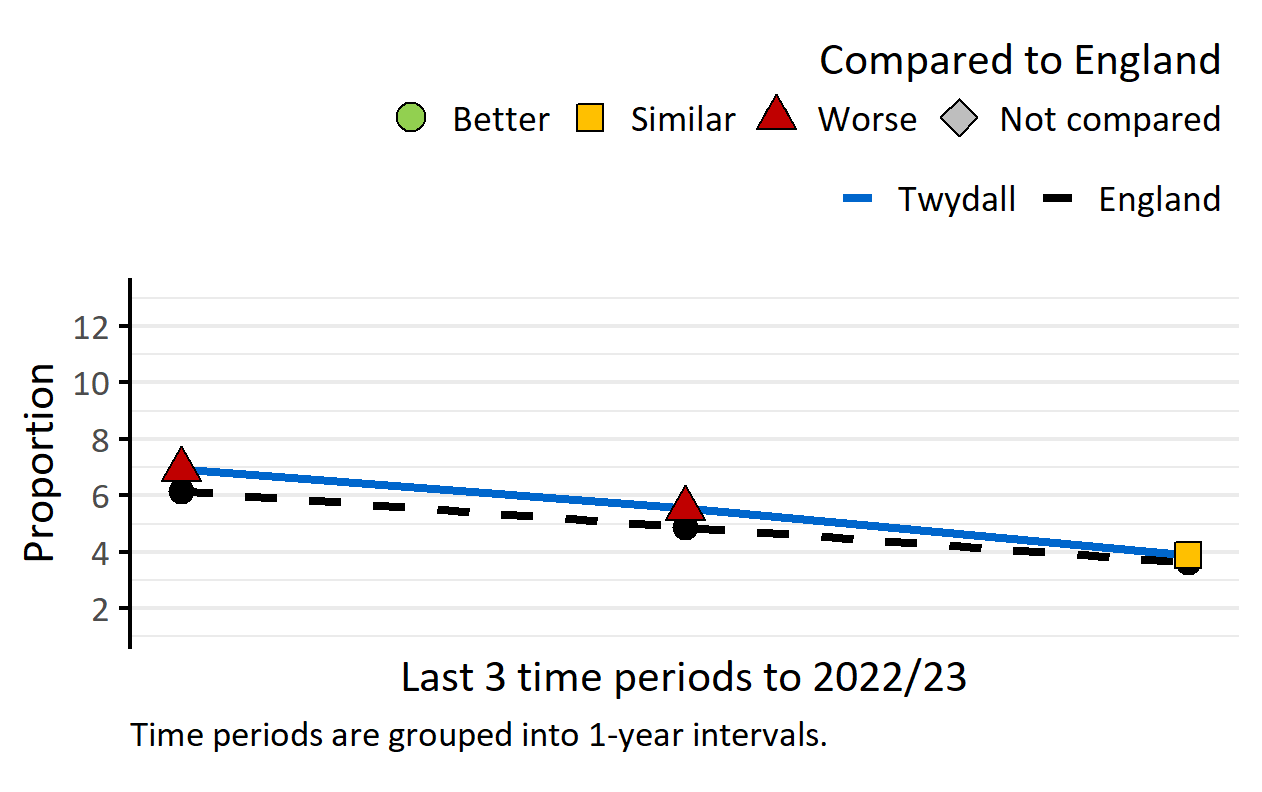 Compared to England
Better Similar Worse Not compared
Twydall England
Proportion
12
10
8
6
4
2
Last 3 time periods to 2022/23
Time periods are grouped into 1-year intervals.